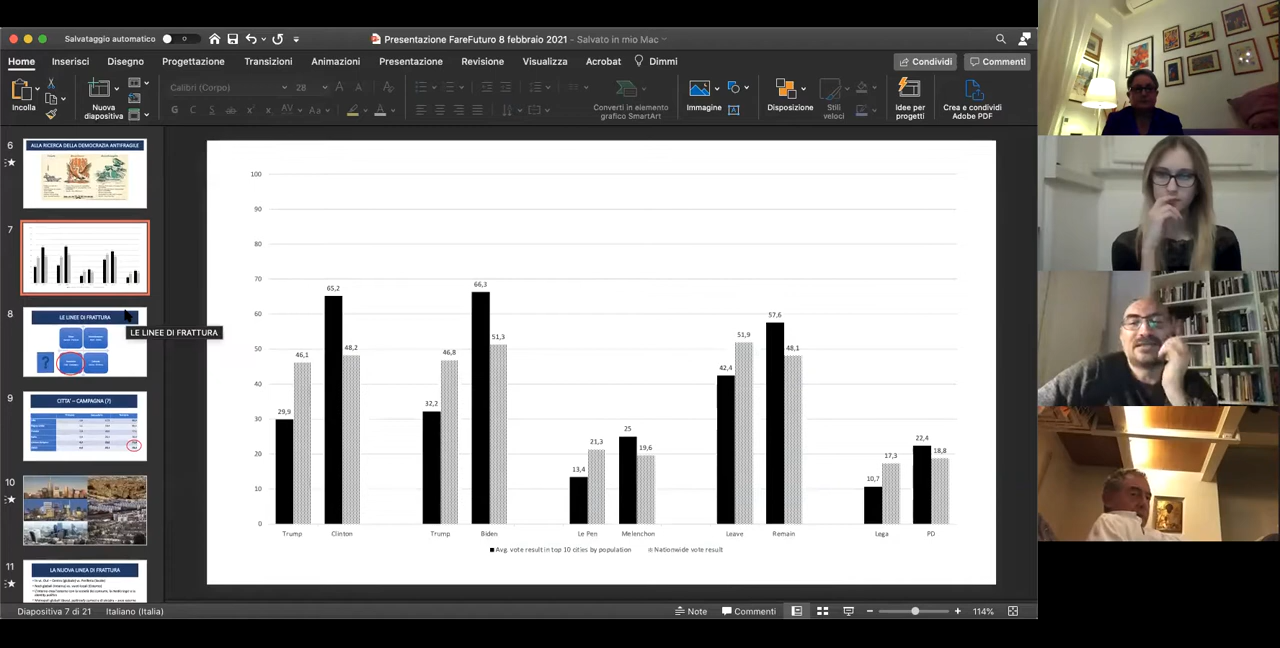 Salvataggio automatico
Presentazione FareFuturo 8 febbraio 2021 - Salvato in mio Mac
Home Inserisci Disegno Progettazione Transizioni Animazioni Presentazione Revisione Visualizza Acrobat Dimmi
Condividi Commenti
Incolla
Nuova diapositiva
Calibri (Corpo) 28
G C S ab
Converti in elemento grafico SmartArt
Immagine
Disposizione
Stili veloci
Idee per progetti
Crea e condividi Adobe PDF
6
ALLA RICERCA DELLA DEMOCRAZIA ANTIFRAGILE
7
8
LE LINEE DI FRATTURA
LE LINEE DI FRATTURA
9
CITTA' – CAMPAGNA (?)
10
11
LA NUOVA LINEA DI FRATTURA
100
90
80
70
60
50
40
30
20
10
0
29,9 46,1 65,2 48,2
32,2 46,8 66,3 51,3
13,4 21,3 25 19,6
42,4 51,9 57,6 48,1
10,7 17,3 22,4 18,8
Trump Clinton Trump Biden Le Pen Melenchon Leave Remain Lega PD
Avg. vote result in top 10 cities by population Nationwide vote result
Diapositiva 7 di 21 Italiano (Italia)
Note Commenti 114%